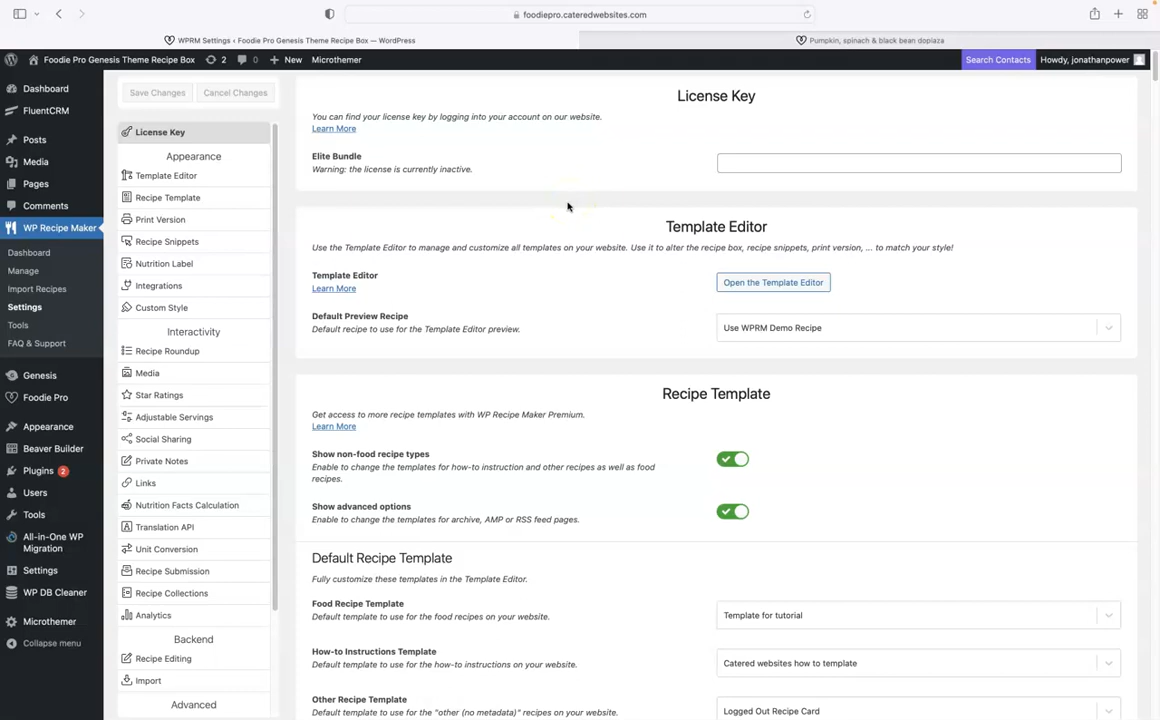 foodiepro.cateredwebsites.com
WPRM Settings ‹ Foodie Pro Genesis Theme Recipe Box — WordPress
Pumpkin, spinach & black bean dopiaza
Foodie Pro Genesis Theme Recipe Box
2
0
New
Microthemer
Search Contacts
Howdy, jonathanpower
Dashboard
FluentCRM
Posts
Media
Pages
Comments
WP Recipe Maker
Dashboard
Manage
Import Recipes
Settings
Tools
FAQ & Support
Genesis
Foodie Pro
Appearance
Beaver Builder
Plugins 2
Users
Tools
All-in-One WP
Migration
Settings
WP DB Cleaner
Microthemer
Collapse menu
Save Changes
Cancel Changes
License Key
Appearance
Template Editor
Recipe Template
Print Version
Recipe Snippets
Nutrition Label
Integrations
Custom Style
Interactivity
Recipe Roundup
Media
Star Ratings
Adjustable Servings
Social Sharing
Private Notes
Links
Nutrition Facts Calculation
Translation API
Unit Conversion
Recipe Submission
Recipe Collections
Analytics
Backend
Recipe Editing
Import
Advanced
License Key
You can find your license key by logging into your account on our website.
Learn More
Elite Bundle
Warning: the license is currently inactive.
Template Editor
Use the Template Editor to manage and customize all templates on your website. Use it to alter the recipe box, recipe snippets, print version, ... to match your style!
Template Editor
Learn More
Open the Template Editor
Default Preview Recipe
Default recipe to use for the Template Editor preview.
Use WPRM Demo Recipe
Recipe Template
Get access to more recipe templates with WP Recipe Maker Premium.
Learn More
Show non-food recipe types
Enable to change the templates for how-to instruction and other recipes as well as food
recipes.
Show advanced options
Enable to change the templates for archive, AMP or RSS feed pages.
Default Recipe Template
Fully customize these templates in the Template Editor.
Food Recipe Template
Default template to use for the food recipes on your website.
Template for tutorial
How-to Instructions Template
Default template to use for the how-to instructions on your website.
Catered websites how to template
Other Recipe Template
Default template to use for the "other (no metadata)" recipes on your website.
Logged Out Recipe Card